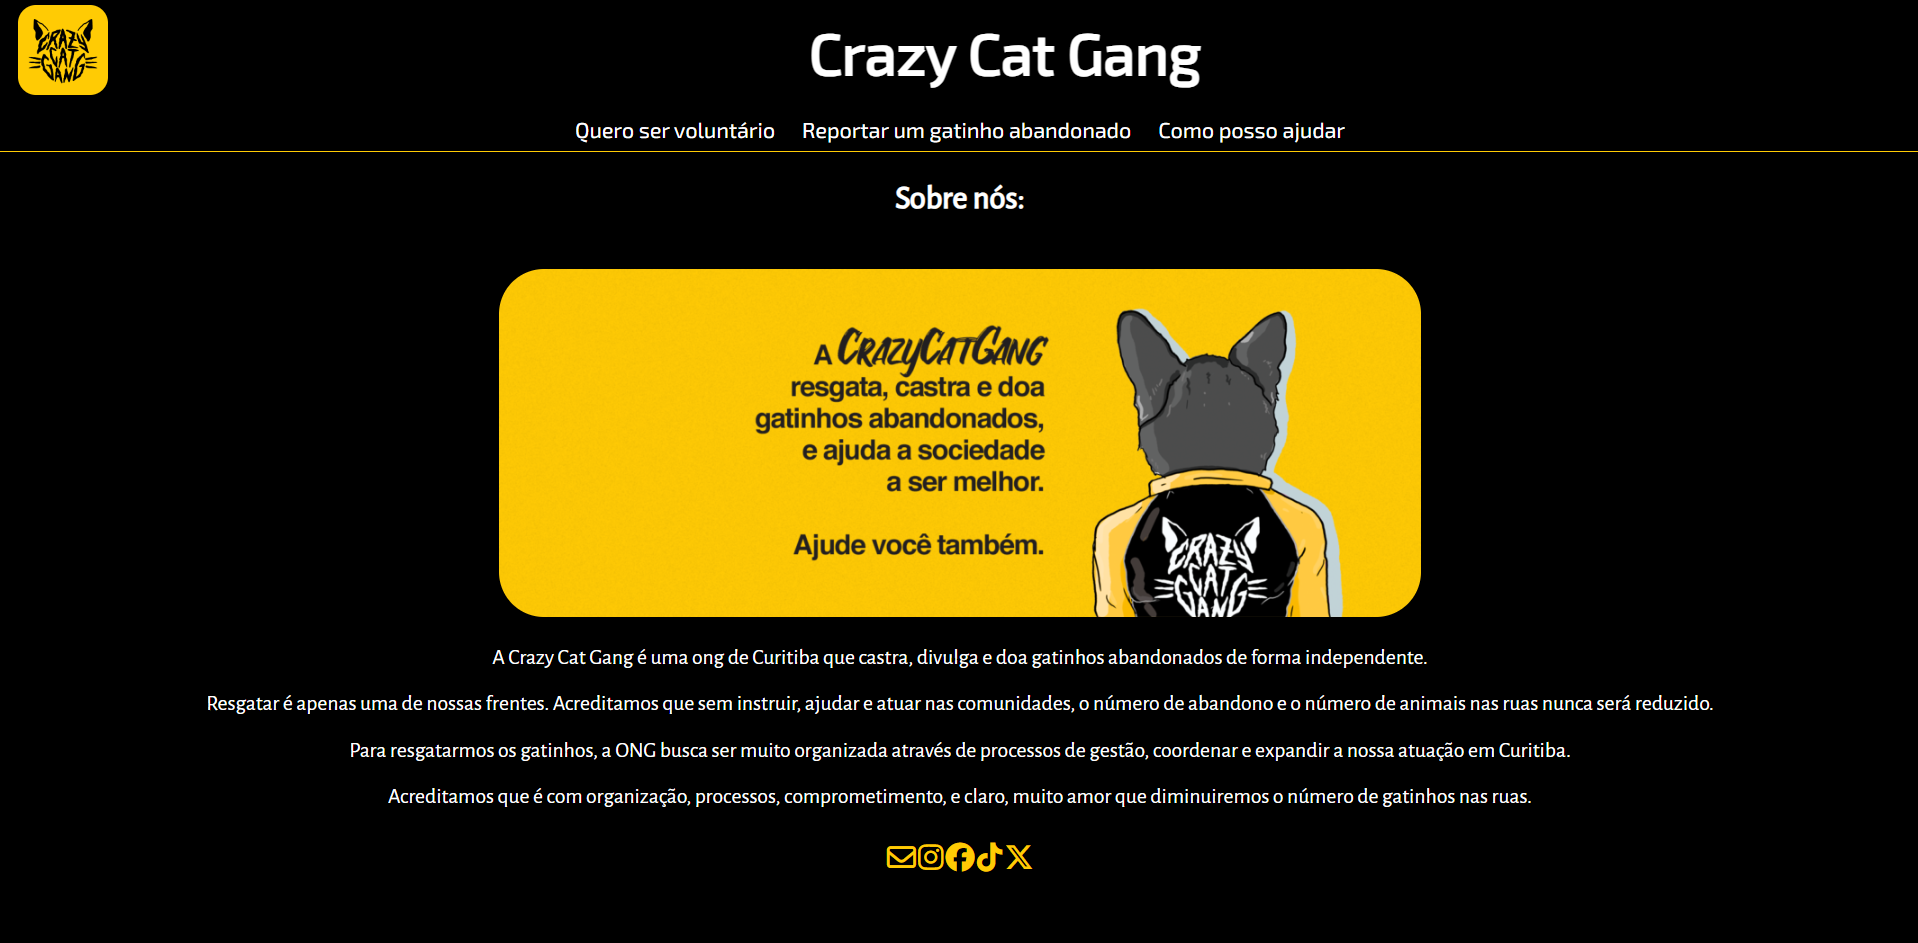 CRAZY
CAT
GANG
Crazy Cat Gang
Quero ser voluntário Reportar um gatinho abandonado Como posso ajudar
Sobre nós:
A CrazyCatGang
resgata, castra e doa
gatinhos abandonados,
e ajuda a sociedade
a ser melhor.
Ajude você também.
CRAZY
CAT
GANG
A Crazy Cat Gang é uma ong de Curitiba que castra, divulga e doa gatinhos abandonados de forma independente.
Resgatar é apenas uma de nossas frentes. Acreditamos que sem instruir, ajudar e atuar nas comunidades, o número de abandono e o número de animais nas ruas nunca será reduzido.
Para resgatarmos os gatinhos, a ONG busca ser muito organizada através de processos de gestão, coordenar e expandir a nossa atuação em Curitiba.
Acreditamos que é com organização, processos, comprometimento, e claro, muito amor que diminuiremos o número de gatinhos nas ruas.